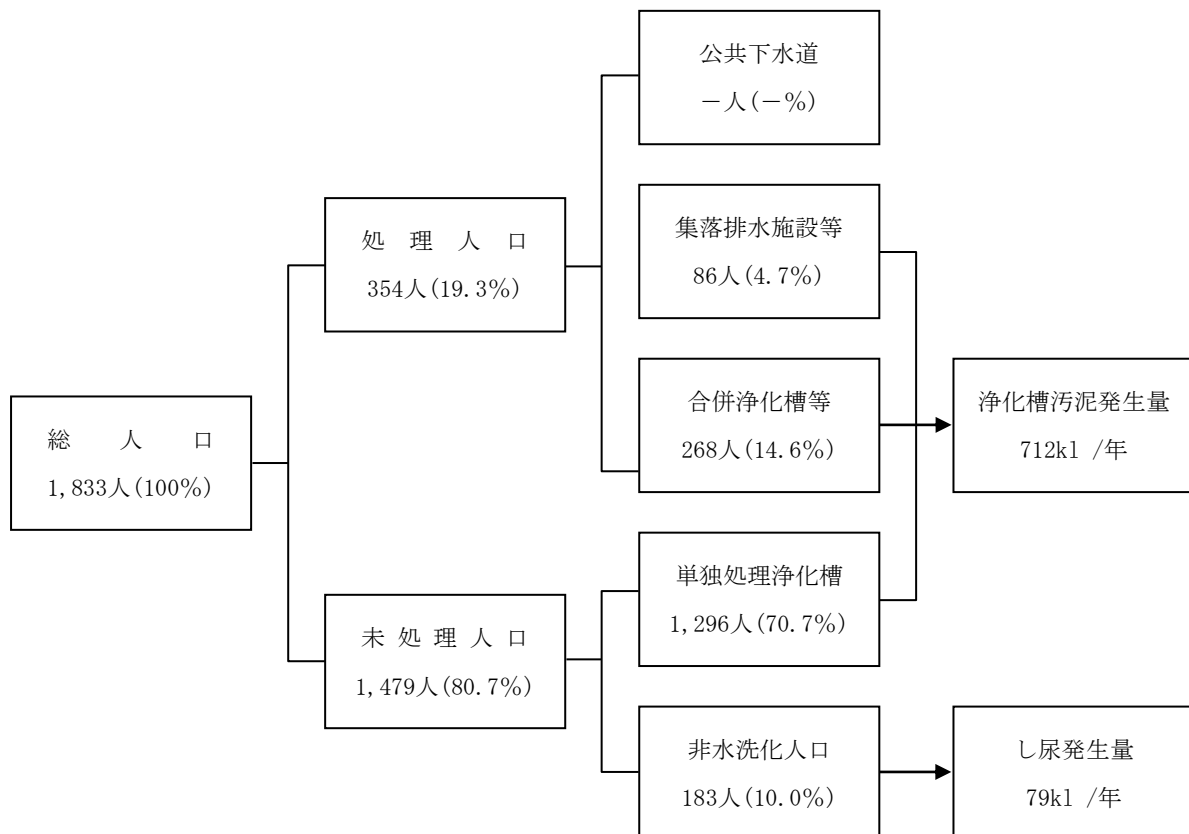 公共下水道
－人(－％)
処理人口
354人(19.3％)
集落排水施設等
86人(4.7％)
総人口
1,833人(100％)
合併浄化槽等
268人(14.6％)
浄化槽汚泥発生量
712kl /年
未処理人口
1,479人(80.7％)
単独処理浄化槽
1,296人(70.7％)
非水洗化人口
183人(10.0％)
し尿発生量
79kl /年